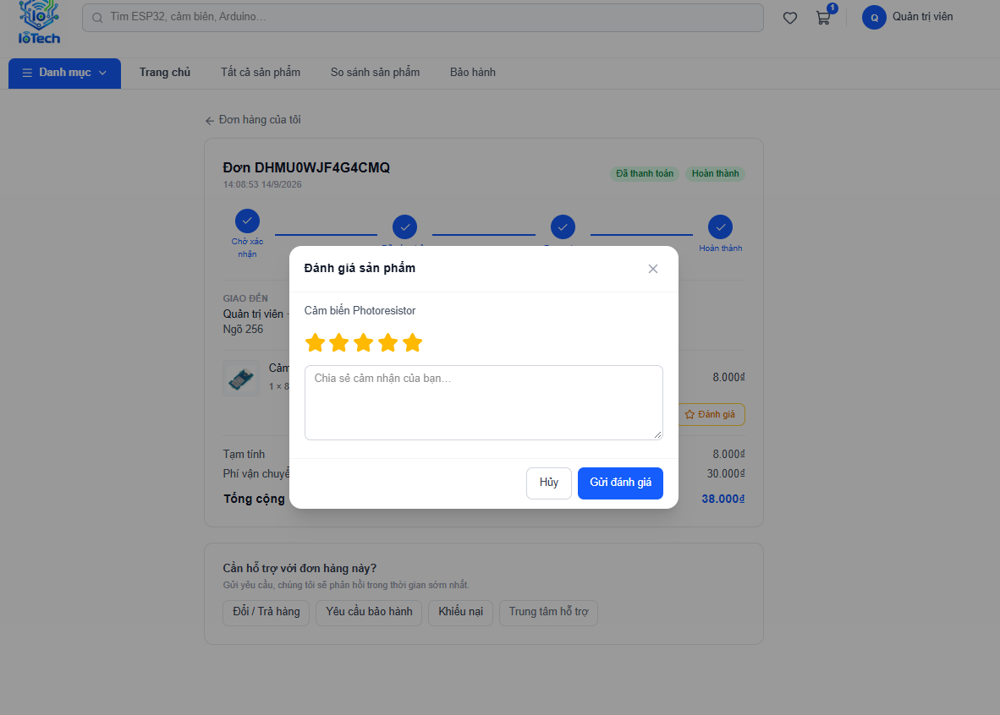 IoTech
Tìm ESP32, cảm biến, Arduino...
1
Q
Quản trị viên
Danh mục
Trang chủ
Tất cả sản phẩm
So sánh sản phẩm
Bảo hành
Đơn hàng của tôi
Đơn DHMU0WJF4G4CMQ
14:08:53 14/9/2026
Đã thanh toán
Hoàn thành
Chờ xác
nhận
Hoàn thành
Đánh giá sản phẩm
GIAO ĐẾN
Quản trị viên
Ngõ 256
Cảm biến Photoresistor
Cảm
1 × 8
8.000₫
Chia sẻ cảm nhận của bạn...
Đánh giá
Tạm tính
8.000₫
Phí vận chuyể
30.000₫
Hủy
Gửi đánh giá
Tổng cộng
38.000₫
Cần hỗ trợ với đơn hàng này?
Gửi yêu cầu, chúng tôi sẽ phản hồi trong thời gian sớm nhất.
Đổi / Trả hàng
Yêu cầu bảo hành
Khiếu nại
Trung tâm hỗ trợ